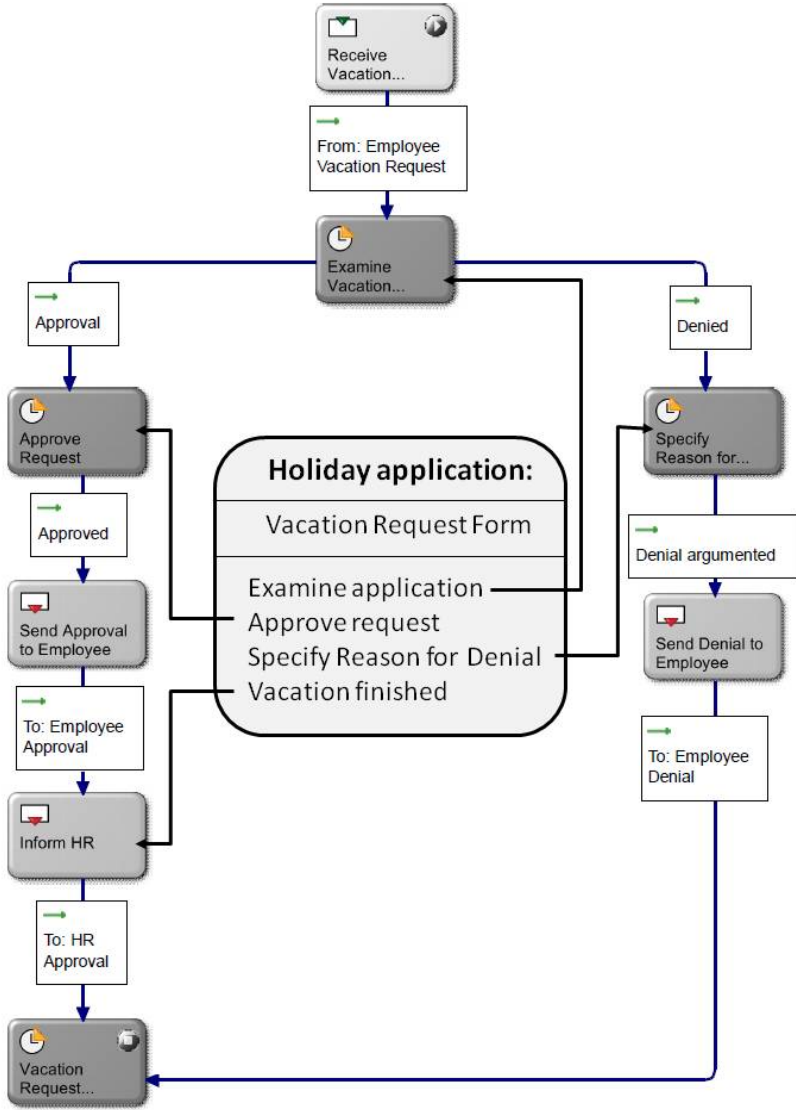 Receive
Vacation...
From: Employee
Vacation Request
Examine
Vacation...
Approval
Denied
Approve
Request
Specify
Reason for...
Holiday application:
Vacation Request Form
Examine application
Approve request
Specify Reason for Denial
Vacation finished
Approved
Denial argumented
Send Approval
to Employee
Send Denial to
Employee
To: Employee
Approval
To: Employee
Denial
Inform HR
To: HR
Approval
Vacation
Request...